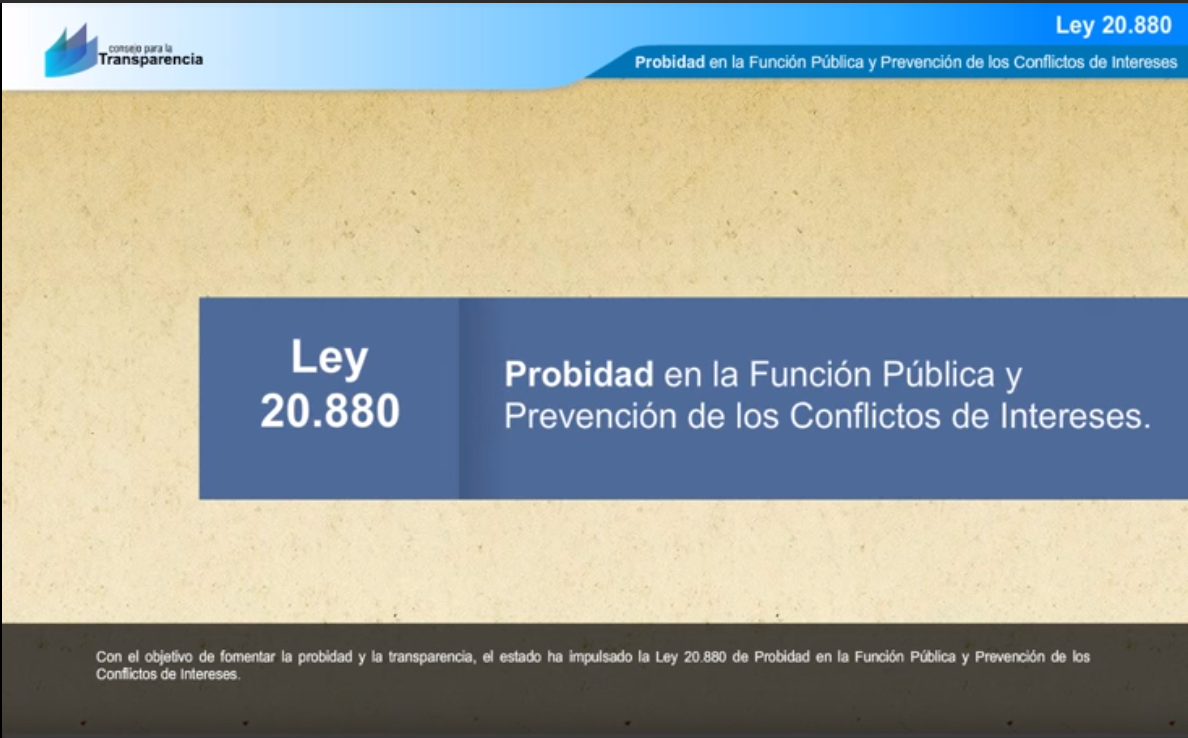 consejo para la
Transparencia
Ley 20.880
Probidad en la Función Pública y Prevención de los Conflictos de Intereses
Ley
20.880
Probidad en la Función Pública y
Prevención de los Conflictos de Intereses.
Con el objetivo de fomentar la probidad y la transparencia, el estado ha impulsado la Ley 20.880 de Probidad en la Función Pública y Prevención de los
Conflictos de Intereses.